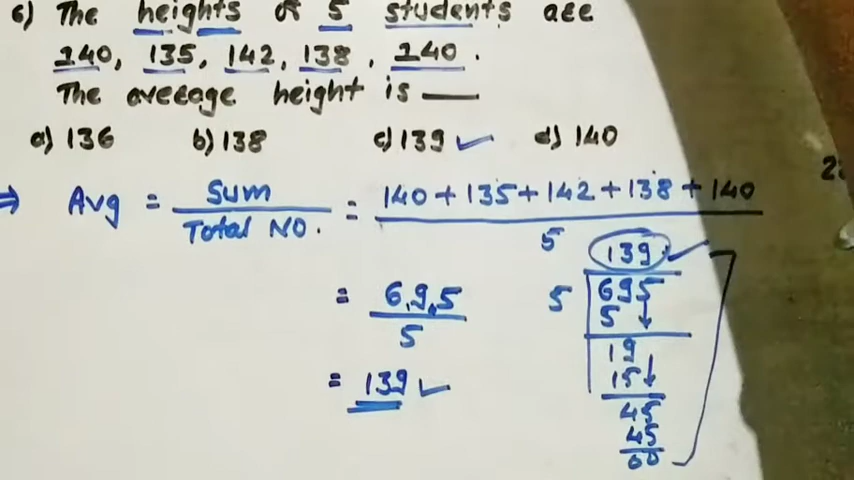 6) The heights of 5 students are
140, 135, 142, 138, 140.
The average height is ___
a) 136 b) 138 c) 139 ✓ d) 140
⇒ Avg = Sum / Total No. = 140 + 135 + 142 + 138 + 140 / 5
= 695 / 5
= 139 ✓
139 ✓
5 695
5 ↓
19
15 ↓
45
45
00
2